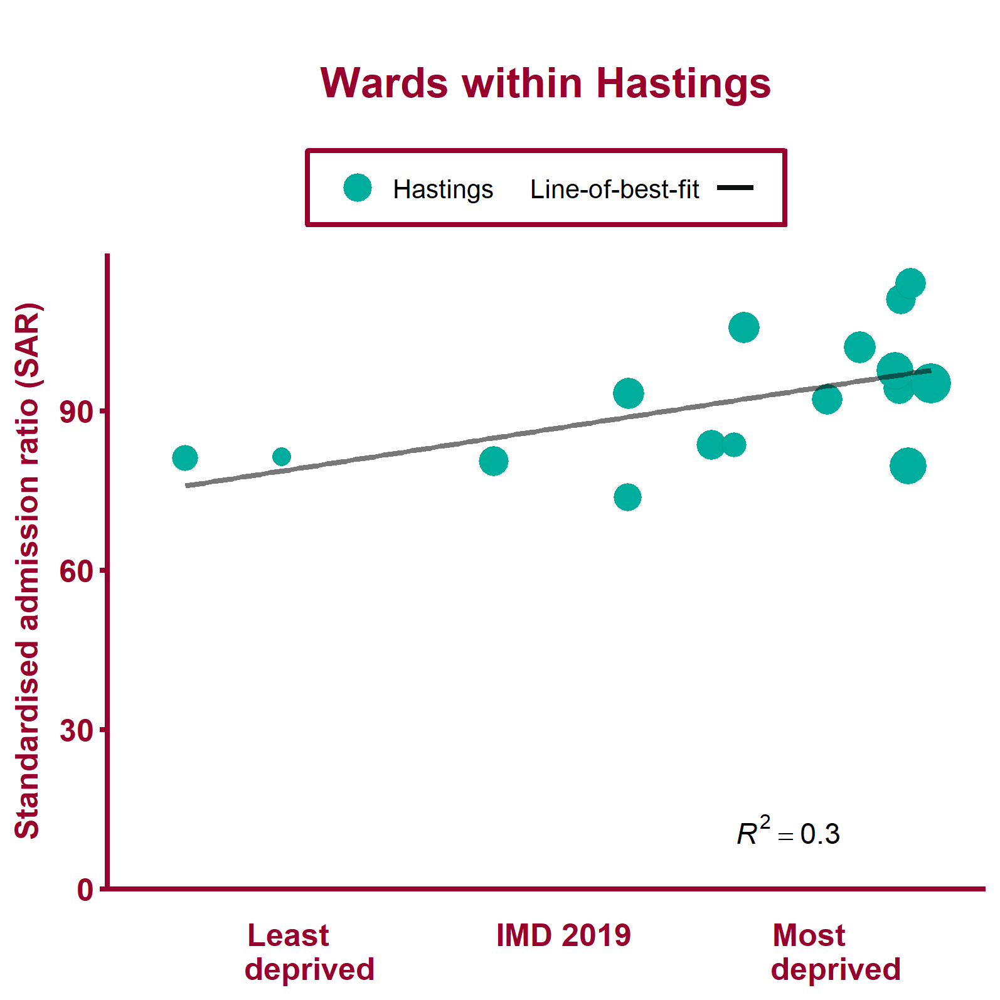 Wards within Hastings
Hastings Line-of-best-fit
Standardised admission ratio (SAR)
90
60
30
0
R² = 0.3
Least deprived
IMD 2019
Most deprived